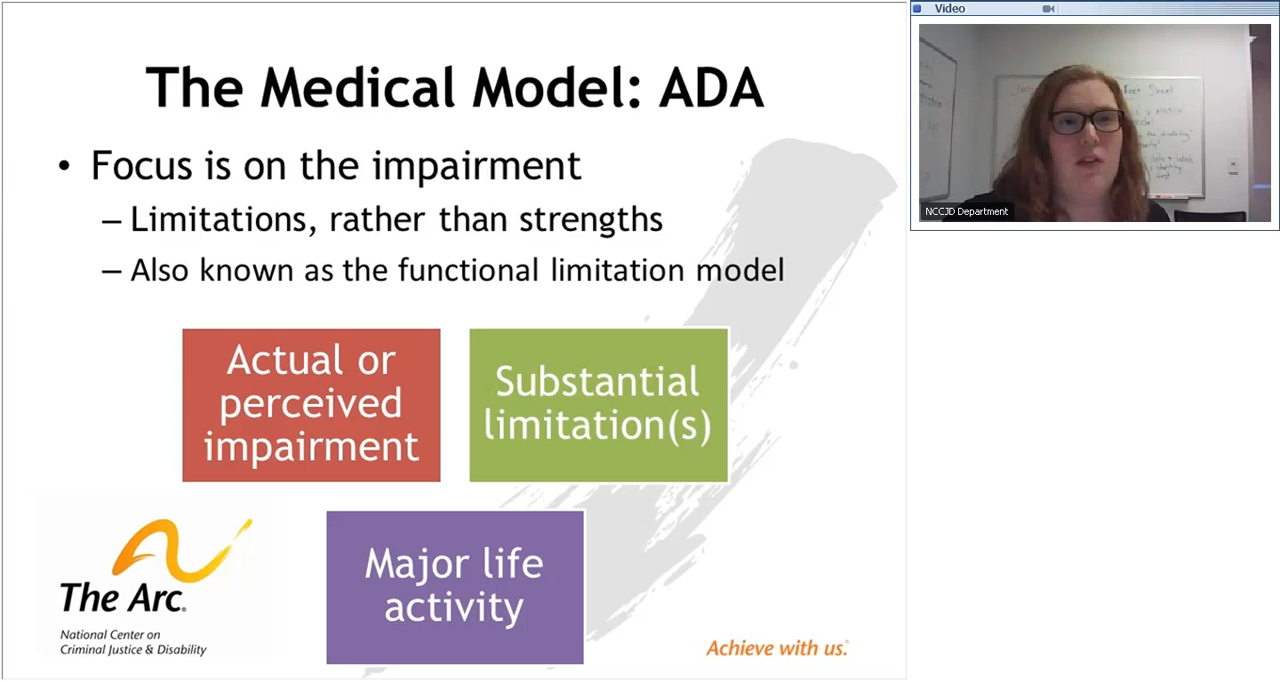 The Medical Model: ADA
• Focus is on the impairment
– Limitations, rather than strengths
– Also known as the functional limitation model
Actual or
perceived
impairment
Substantial
limitation(s)
Major life
activity
The Arc®
National Center on
Criminal Justice & Disability
Achieve with us.
Video
Fact Sheet
NCCJD Department